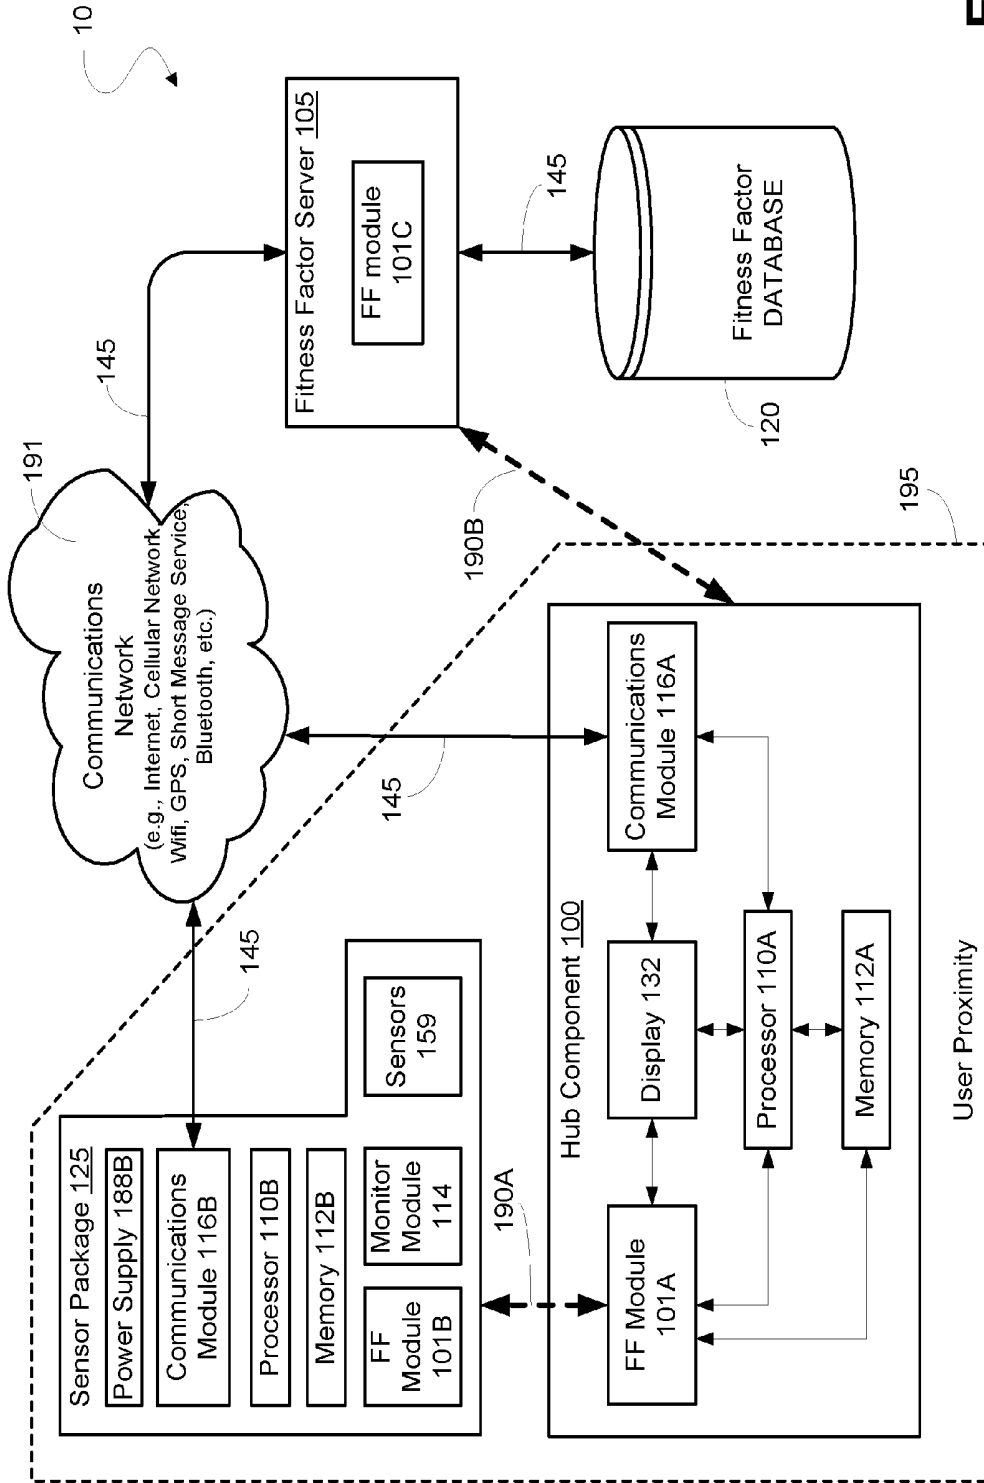 10
Communications
Network
(e.g., Internet, Cellular Network,
Wifi, GPS, Short Message Service,
Bluetooth, etc.)
191
145
145
145
Sensor Package 125
Power Supply 188B
Communications
Module 116B
Processor 110B
Memory 112B
FF
Module
101B
Monitor
Module
114
Sensors
159
Fitness Factor Server 105
FF module
101C
145
Fitness Factor
DATABASE
120
190A
190B
195
Hub Component 100
FF Module
101A
Display 132
Communications
Module 116A
Processor 110A
Memory 112A
User Proximity